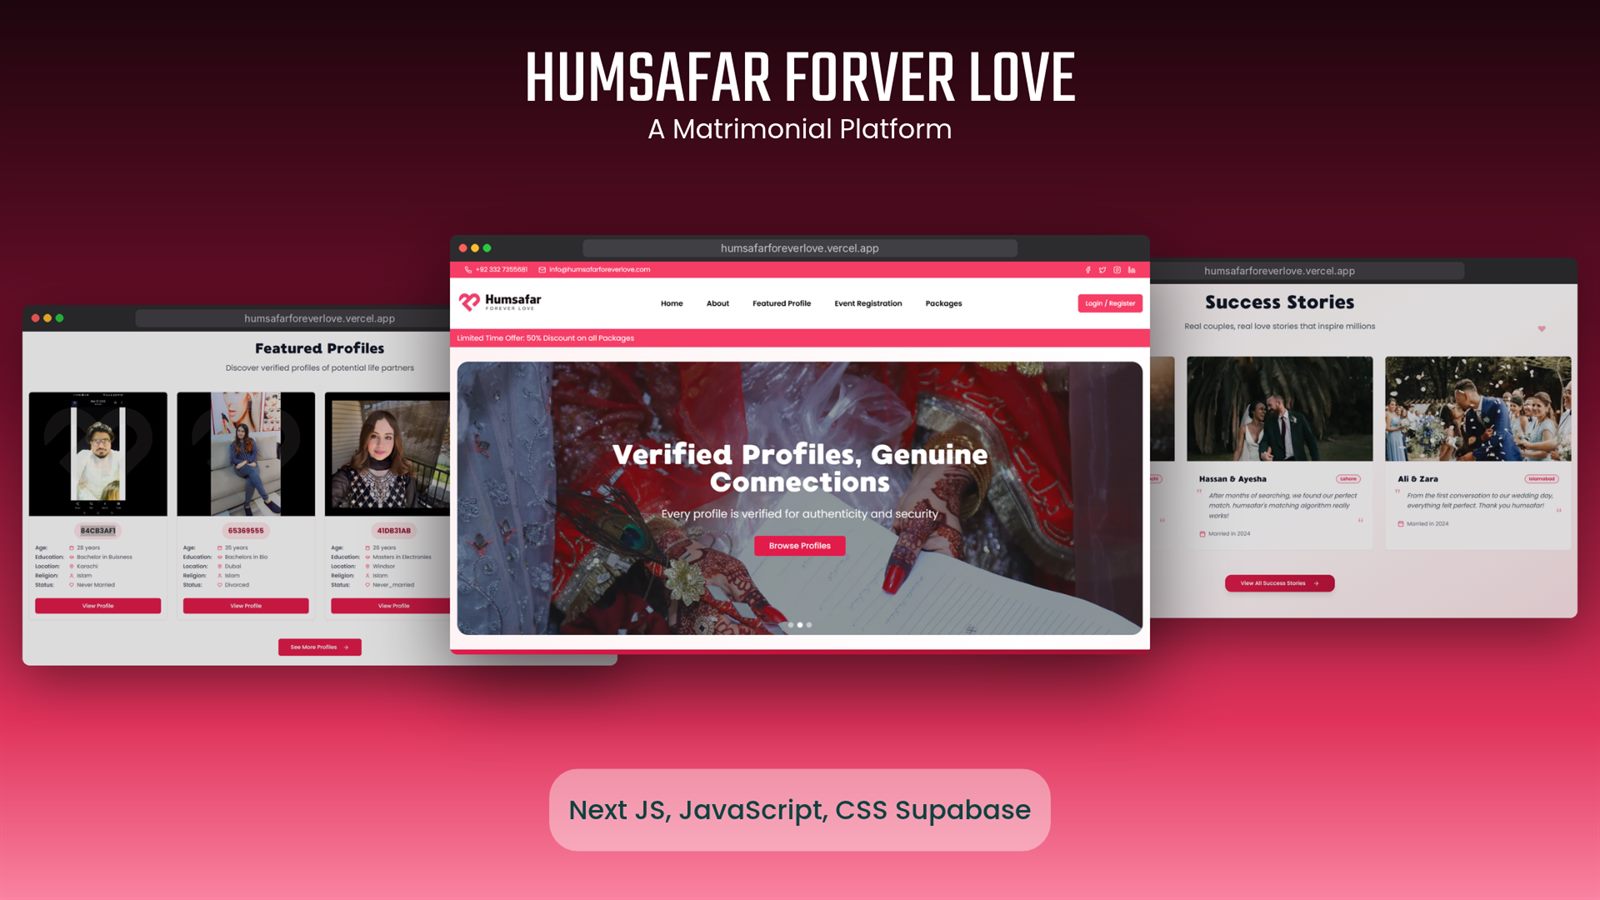 HUMSAFAR FORVER LOVE
A Matrimonial Platform
humsafarforeverlove.vercel.app
Featured Profiles
Discover verified profiles of potential life partners
84CB3AF1
Age: 28 years
Education: Bachelor in Buisness
Location: Karachi
Religion: Islam
Status: Never Married
View Profile
65369555
Age: 35 years
Education: Bachelors in Bio
Location: Dubai
Religion: Islam
Status: Divorced
View Profile
41DB31AB
Age: 26 years
Education: Masters in Electronies
Location: Windsor
Religion: Islam
Status: Never_married
View Profile
See More Profiles
humsafarforeverlove.vercel.app
+92 332 7355681 info@humsafarforeverlove.com
Humsafar
FOREVER LOVE
Home About Featured Profile Event Registration Packages
Login / Register
Limited Time Offer: 50% Discount on all Packages
Verified Profiles, Genuine
Connections
Every profile is verified for authenticity and security
Browse Profiles
humsafarforeverlove.vercel.app
Success Stories
Real couples, real love stories that inspire millions
Hassan & Ayesha Lahore
After months of searching, we found our perfect
match. humsafar's matching algorithm really
works!
Married in 2024
Ali & Zara Islamabad
From the first conversation to our wedding day,
everything felt perfect. Thank you humsafar!
Married in 2024
View All Success Stories
Next JS, JavaScript, CSS Supabase